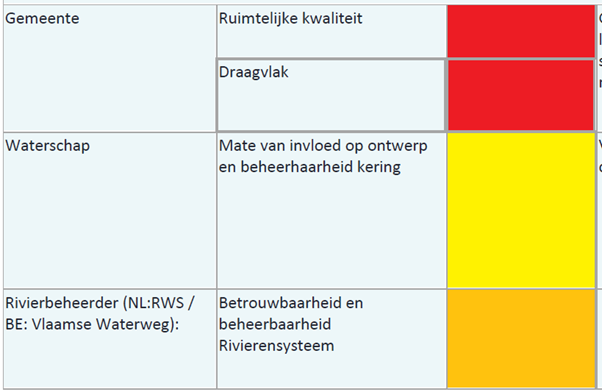 Gemeente
Ruimtelijke kwaliteit
Draagvlak
Waterschap
Mate van invloed op ontwerp
en beheerhaarheid kering
Rivierbeheerder (NL:RWS /
BE: Vlaamse Waterweg):
Betrouwbaarheid en
beheerbaarheid
Rivierensysteem